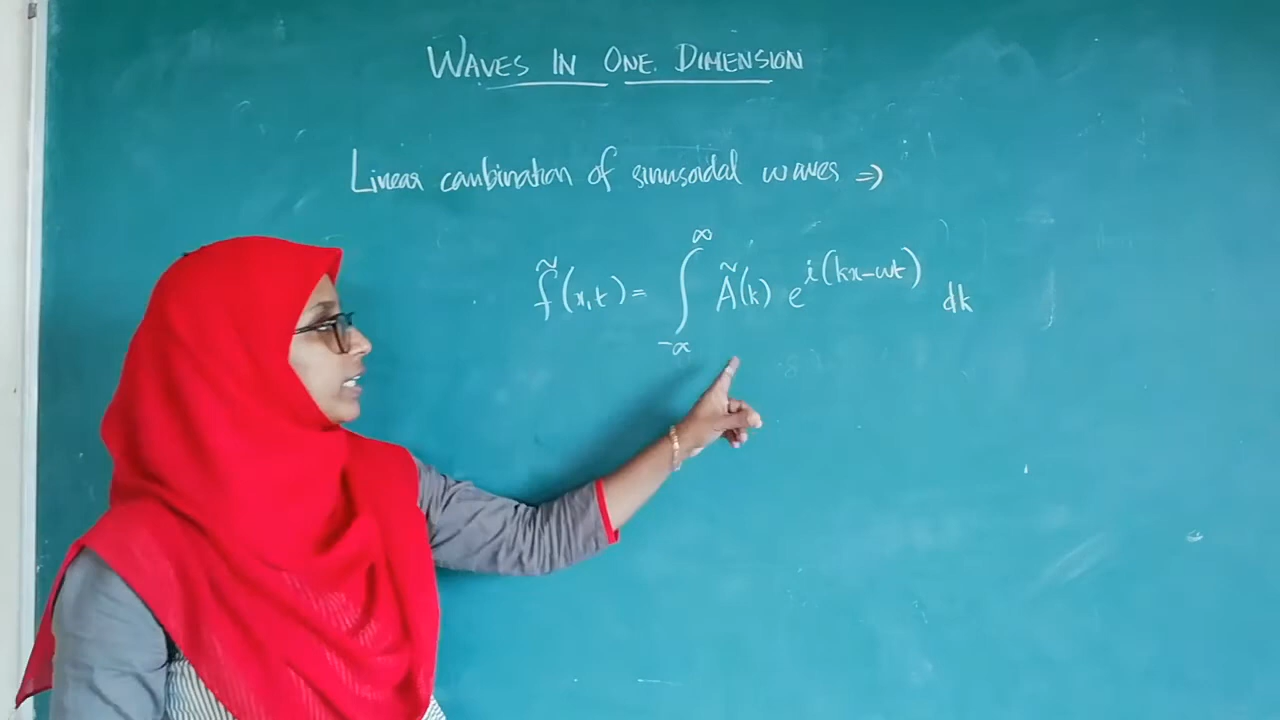 WAVES IN ONE DIMENSION
Linear combination of sinusoidal waves ⇒
f̃(x,t) = ∫_{-∞}^{∞} Ã(k) e^{i(kx-ωt)} dk